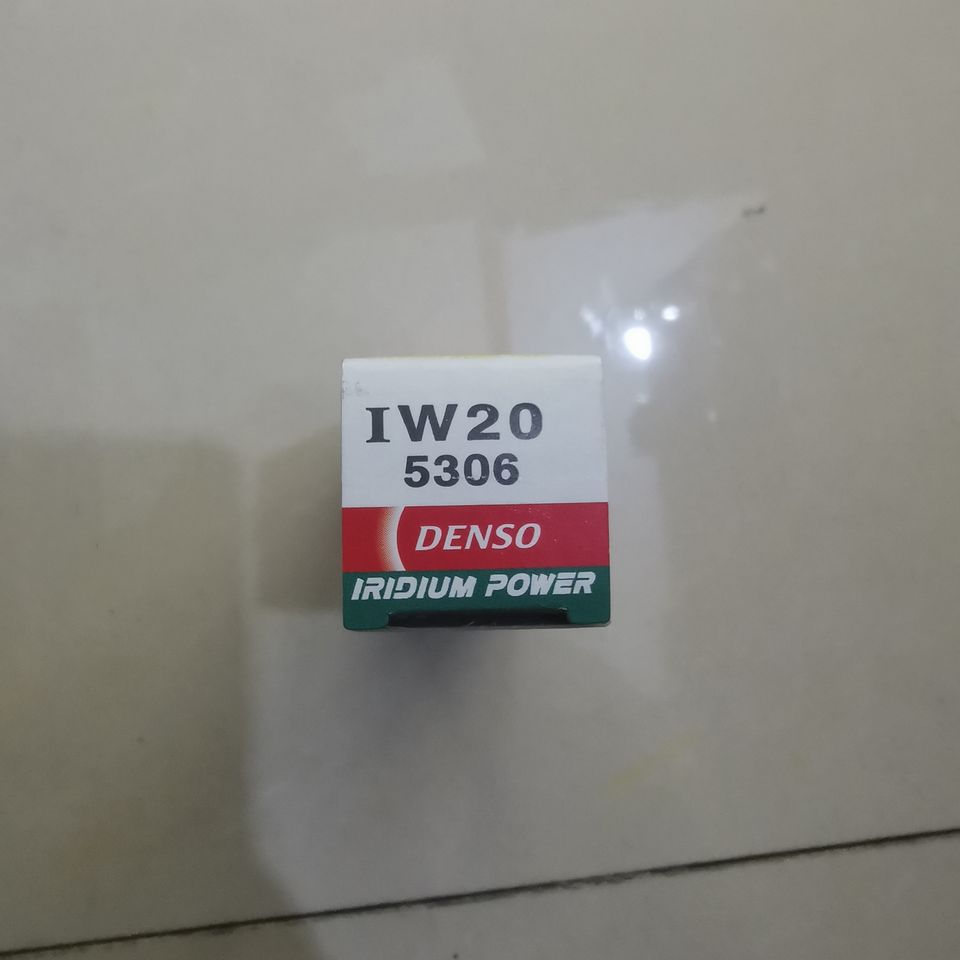 IW20
5306
DENSO
IRIDIUM POWER